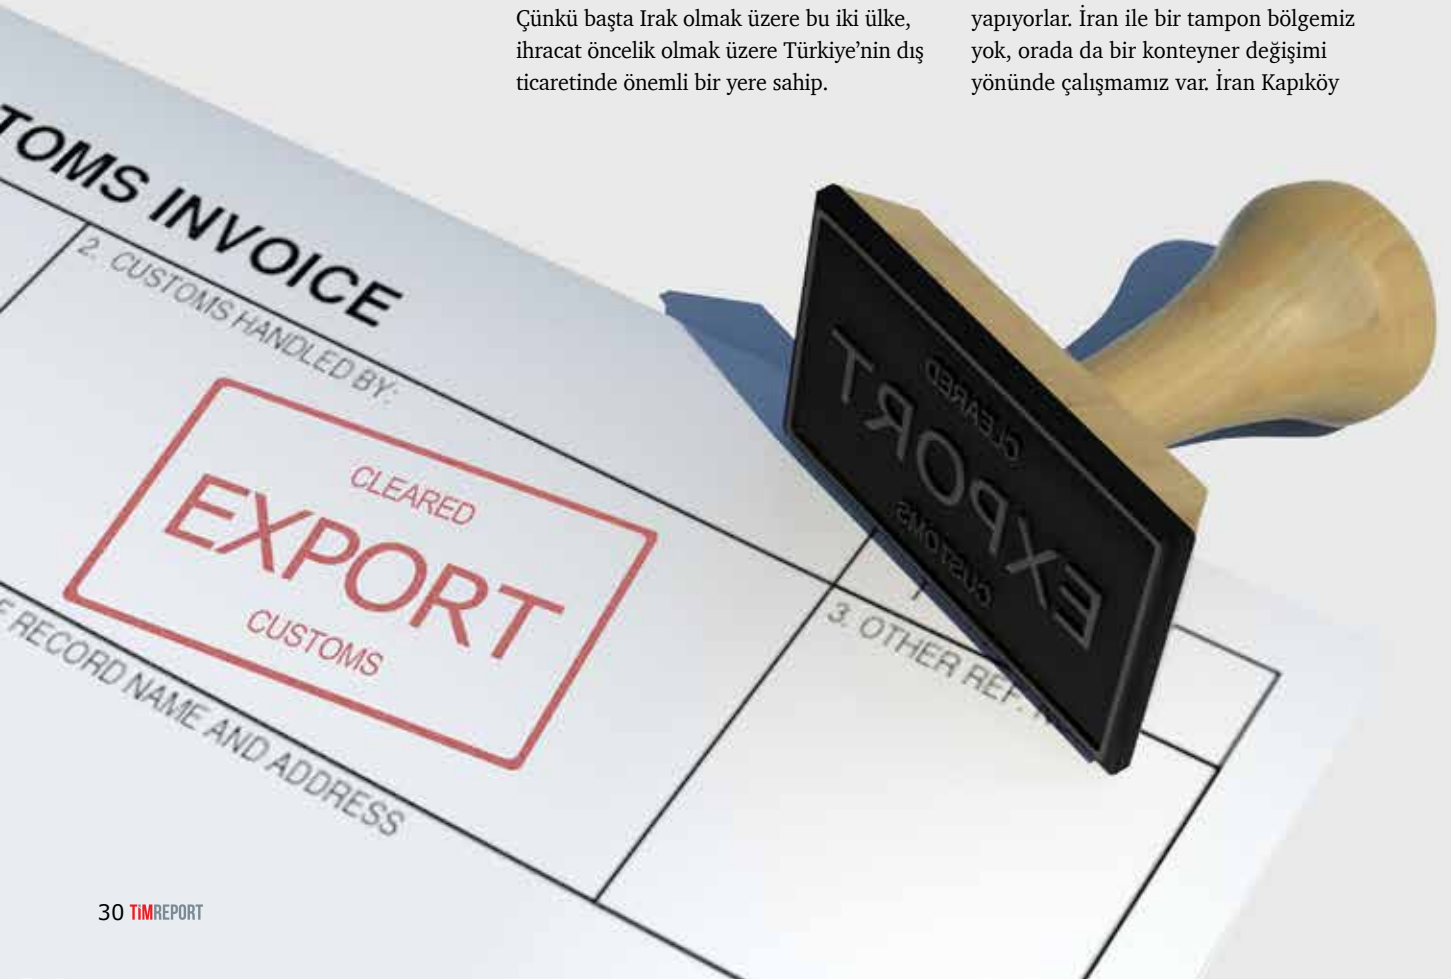 Çünkü başta Irak olmak üzere bu iki ülke,
ihracat öncelik olmak üzere Türkiye’nin dış
ticaretinde önemli bir yere sahip.
yapıyorlar. İran ile bir tampon bölgemiz
yok, orada da bir konteyner değişimi
yönünde çalışmamız var. İran Kapıköy
TOMS INVOICE
2. CUSTOMS HANDLED BY:
CLEARED
EXPORT
CUSTOMS
CLEARED
EXPORT
CUSTOMS
3. OTHER REF.
RECORD NAME AND ADDRESS
30 TİMREPORT